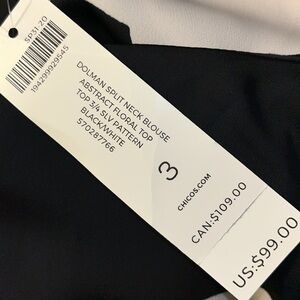 SP31.20
194299929545
DOLMAN SPLIT NECK BLOUSE
ABSTRACT FLORAL TOP
TOP 3/4 SLV PATTERN
BLACK/WHITE
570287766
3
CHICOS.COM
CAN:$109.00
US:$99.00